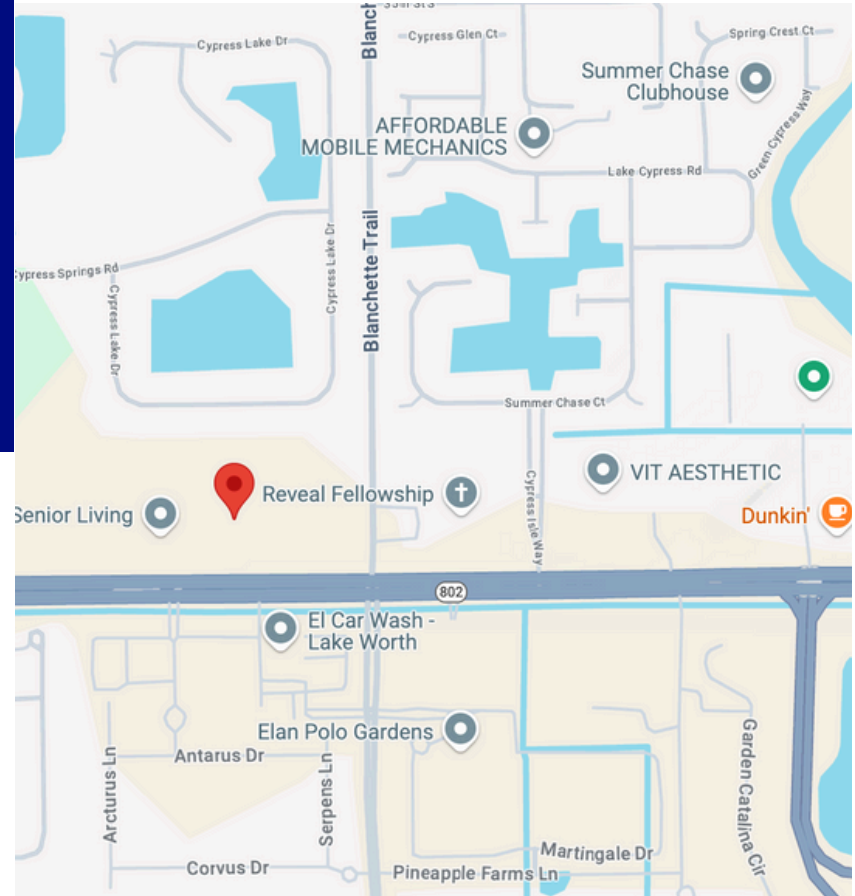 35th St S
Blanch
Cypress Lake Dr
Cypress Glen Ct
Spring Crest Ct
Summer Chase
Clubhouse
AFFORDABLE
MOBILE MECHANICS
Green Cypress Way
Lake Cypress Rd
Blanchette Trail
Cypress Lake Dr
Cypress Springs Rd
Cypress Lake Dr
Summer Chase Ct
Cypress Isle Way
VIT AESTHETIC
Reveal Fellowship
Senior Living
Dunkin'
802
El Car Wash -
Lake Worth
Elan Polo Gardens
Antarus Dr
Arcturus Ln
Serpens Ln
Garden Catalina Cir
Martingale Dr
Corvus Dr
Pineapple Farms Ln